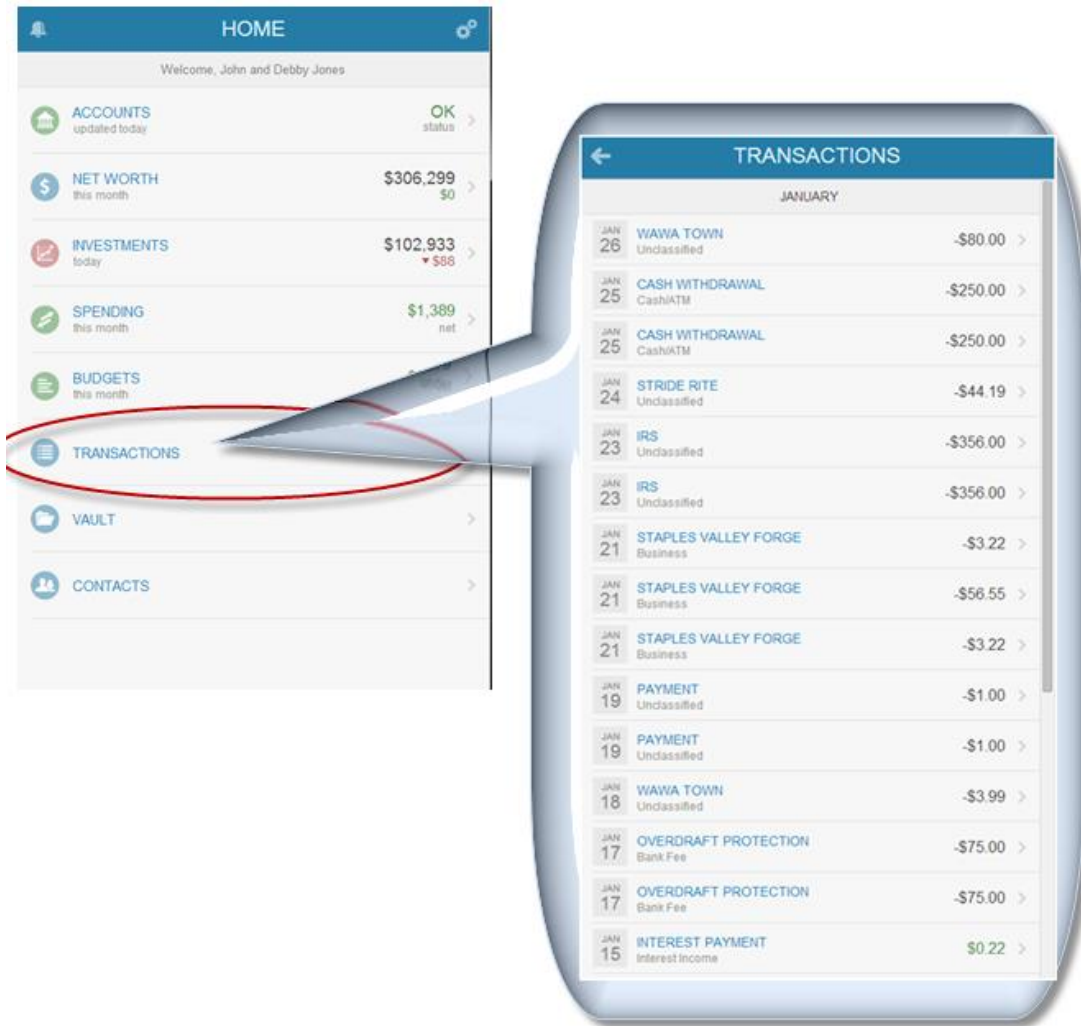 HOME
Welcome, John and Debby Jones
ACCOUNTS
updated today
OK
status
NET WORTH
this month
$306,299
$0
INVESTMENTS
today
$102,933
▼ $88
SPENDING
this month
$1,389
net
BUDGETS
this month
TRANSACTIONS
VAULT
CONTACTS
TRANSACTIONS
JANUARY
JAN
26
WAWA TOWN
Unclassified
-$80.00
JAN
25
CASH WITHDRAWAL
Cash/ATM
-$250.00
JAN
25
CASH WITHDRAWAL
Cash/ATM
-$250.00
JAN
24
STRIDE RITE
Unclassified
-$44.19
JAN
23
IRS
Unclassified
-$356.00
JAN
23
IRS
Unclassified
-$356.00
JAN
21
STAPLES VALLEY FORGE
Business
-$3.22
JAN
21
STAPLES VALLEY FORGE
Business
-$56.55
JAN
21
STAPLES VALLEY FORGE
Business
-$3.22
JAN
19
PAYMENT
Unclassified
-$1.00
JAN
19
PAYMENT
Unclassified
-$1.00
JAN
18
WAWA TOWN
Unclassified
-$3.99
JAN
17
OVERDRAFT PROTECTION
Bank Fee
-$75.00
JAN
17
OVERDRAFT PROTECTION
Bank Fee
-$75.00
JAN
15
INTEREST PAYMENT
Interest Income
$0.22